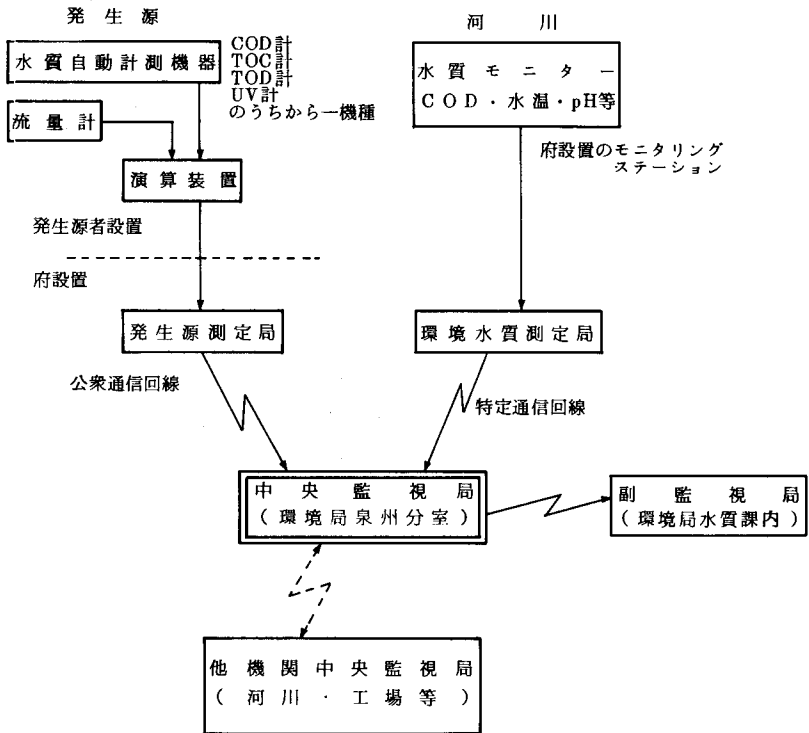 発生源
水質自動計測機器
COD計
TOC計
TOD計
UV計
のうちから一機種
流量計
演算装置
発生源者設置
府設置
発生源測定局
公衆通信回線
河川
水質モニター
COD・水温・pH等
府設置のモニタリング
ステーション
環境水質測定局
特定通信回線
中央監視局
(環境局泉州分室)
副監視局
(環境局水質課内)
他機関中央監視局
(河川・工場等)